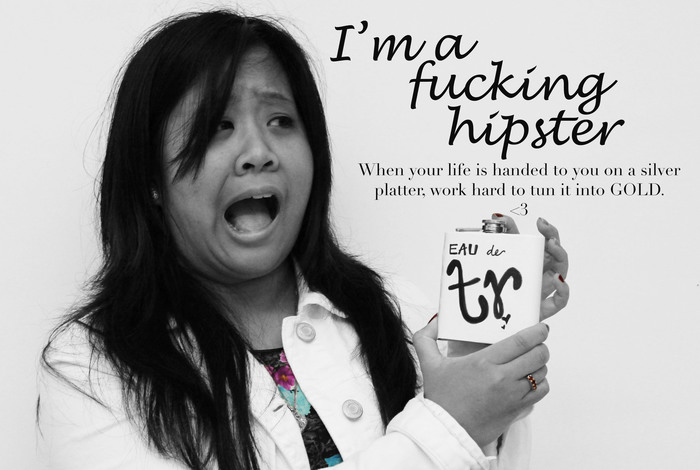 I'm a
fucking
hipster
When your life is handed to you on a silver
platter, work hard to tun it into GOLD.
<3
EAU de
tr